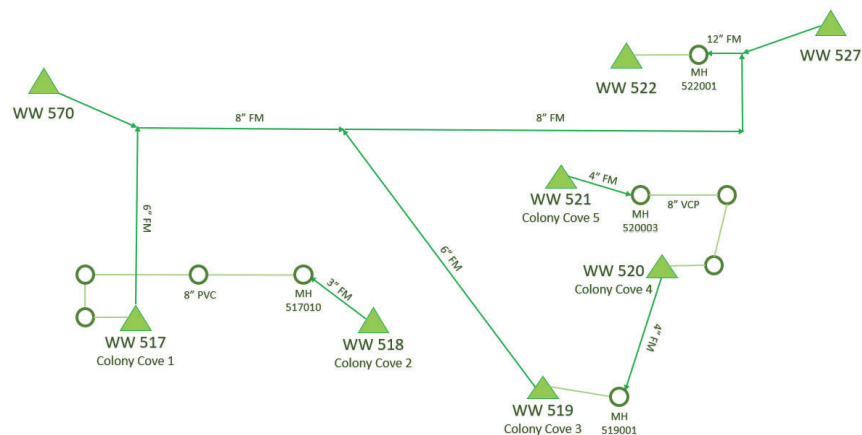 12” FM
WW 527
MH
522001
WW 522
WW 570
8” FM
8” FM
4” FM
WW 521
Colony Cove 5
MH
520003
8” VCP
6” FM
6” FM
WW 520
Colony Cove 4
8” PVC
MH
517010
3” FM
4” FM
WW 517
Colony Cove 1
WW 518
Colony Cove 2
WW 519
Colony Cove 3
MH
519001